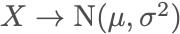 X → N(μ, σ²)